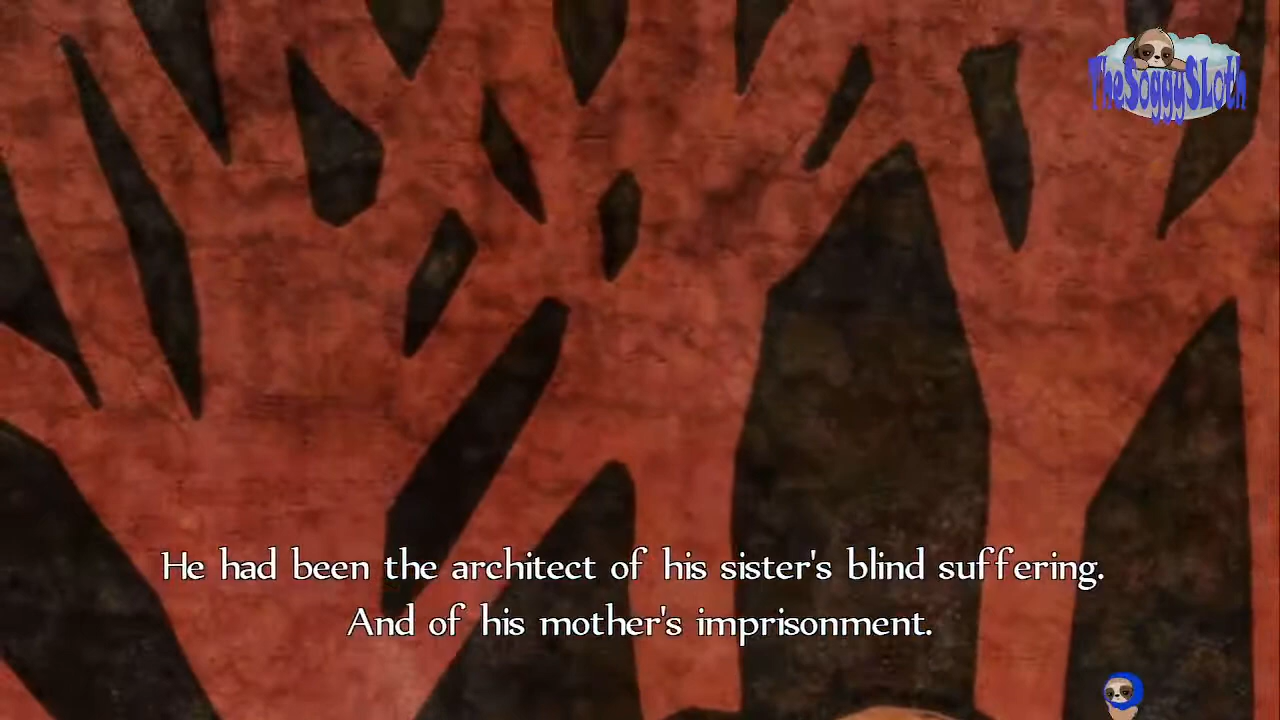 TheSoggySLoth
He had been the architect of his sister's blind suffering.
And of his mother's imprisonment.